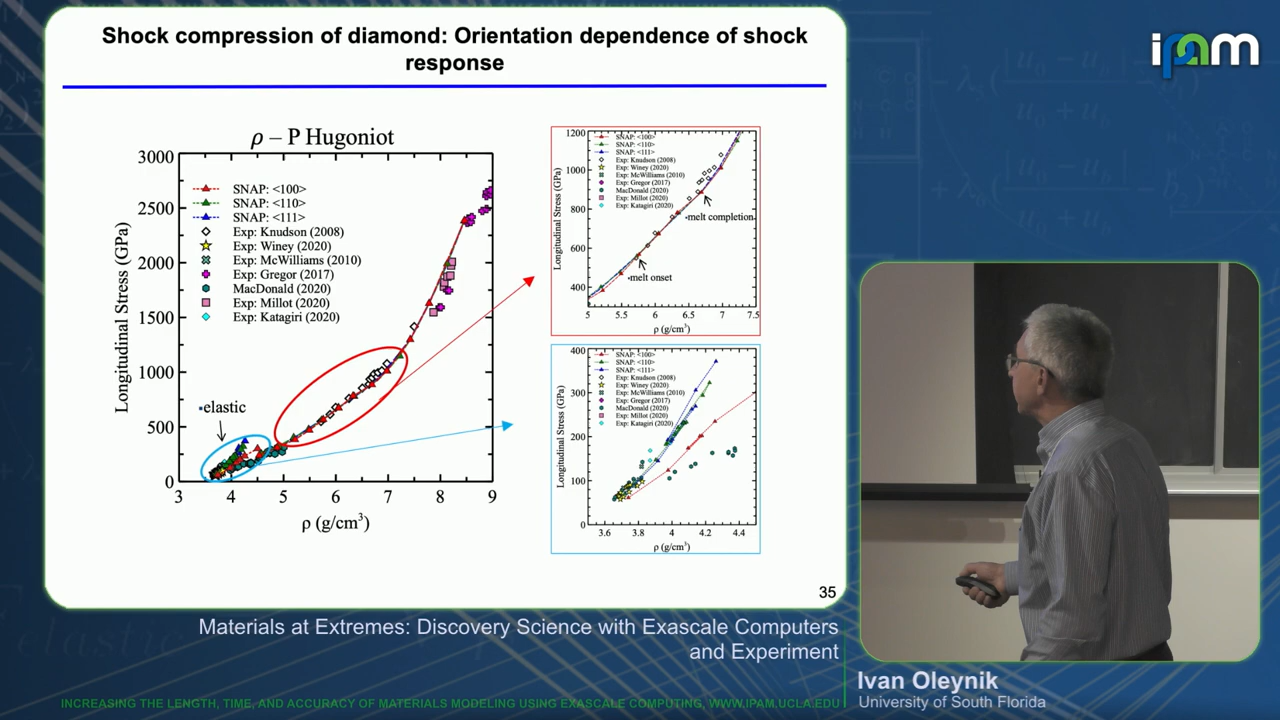 Shock compression of diamond: Orientation dependence of shock
response
ipam
ρ – P Hugoniot
Longitudinal Stress (GPa)
3000
2500
2000
1500
1000
500
0
SNAP: <100>
SNAP: <110>
SNAP: <111>
Exp: Knudson (2008)
Exp: Winey (2020)
Exp: McWilliams (2010)
Exp: Gregor (2017)
MacDonald (2020)
Exp: Millot (2020)
Exp: Katagiri (2020)
elastic
3 4 5 6 7 8 9
ρ (g/cm³)
Longitudinal Stress (GPa)
1200
1000
800
600
400
SNAP: <100>
SNAP: <110>
SNAP: <111>
Exp: Knudson (2008)
Exp: Winey (2020)
Exp: McWilliams (2010)
Exp: Gregor (2017)
MacDonald (2020)
Exp: Millot (2020)
Exp: Katagiri (2020)
melt completion
melt onset
5 5.5 6 6.5 7 7.5
ρ (g/cm³)
Longitudinal Stress (GPa)
400
300
200
100
0
SNAP: <100>
SNAP: <110>
SNAP: <111>
Exp: Knudson (2008)
Exp: Winey (2020)
Exp: McWilliams (2010)
Exp: Gregor (2017)
MacDonald (2020)
Exp: Millot (2020)
Exp: Katagiri (2020)
3.6 3.8 4 4.2 4.4
ρ (g/cm³)
35
Materials at Extremes: Discovery Science with Exascale Computers
and Experiment
Ivan Oleynik
University of South Florida
INCREASING THE LENGTH, TIME, AND ACCURACY OF MATERIALS MODELING USING EXASCALE COMPUTING, WWW.IPAM.UCLA.EDU